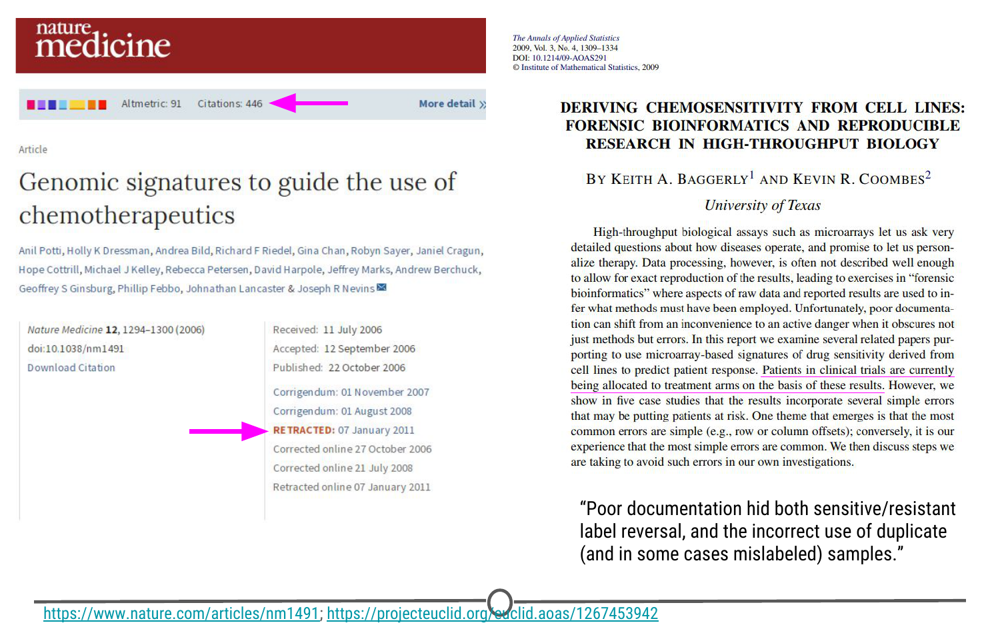 nature
medicine
Altmetric: 91 Citations: 446 More detail »
Article
Genomic signatures to guide the use of
chemotherapeutics
Anil Potti, Holly K Dressman, Andrea Bild, Richard F Riedel, Gina Chan, Robyn Sayer, Janiel Cragun,
Hope Cottrill, Michael J Kelley, Rebecca Petersen, David Harpole, Jeffrey Marks, Andrew Berchuck,
Geoffrey S Ginsburg, Phillip Febbo, Johnathan Lancaster & Joseph R Nevins
Nature Medicine 12, 1294–1300 (2006)
doi:10.1038/nm1491
Download Citation
Received: 11 July 2006
Accepted: 12 September 2006
Published: 22 October 2006
Corrigendum: 01 November 2007
Corrigendum: 01 August 2008
RETRACTED: 07 January 2011
Corrected online 27 October 2006
Corrected online 21 July 2008
Retracted online 07 January 2011
The Annals of Applied Statistics
2009, Vol. 3, No. 4, 1309–1334
DOI: 10.1214/09-AOAS291
© Institute of Mathematical Statistics, 2009
DERIVING CHEMOSENSITIVITY FROM CELL LINES:
FORENSIC BIOINFORMATICS AND REPRODUCIBLE
RESEARCH IN HIGH-THROUGHPUT BIOLOGY
BY KEITH A. BAGGERLY1 AND KEVIN R. COOMBES2
University of Texas
High-throughput biological assays such as microarrays let us ask very
detailed questions about how diseases operate, and promise to let us person-
alize therapy. Data processing, however, is often not described well enough
to allow for exact reproduction of the results, leading to exercises in “forensic
bioinformatics” where aspects of raw data and reported results are used to in-
fer what methods must have been employed. Unfortunately, poor documenta-
tion can shift from an inconvenience to an active danger when it obscures not
just methods but errors. In this report we examine several related papers pur-
porting to use microarray-based signatures of drug sensitivity derived from
cell lines to predict patient response. Patients in clinical trials are currently
being allocated to treatment arms on the basis of these results. However, we
show in five case studies that the results incorporate several simple errors
that may be putting patients at risk. One theme that emerges is that the most
common errors are simple (e.g., row or column offsets); conversely, it is our
experience that the most simple errors are common. We then discuss steps we
are taking to avoid such errors in our own investigations.
“Poor documentation hid both sensitive/resistant
label reversal, and the incorrect use of duplicate
(and in some cases mislabeled) samples.”
https://www.nature.com/articles/nm1491; https://projecteuclid.org/euclid.aoas/1267453942